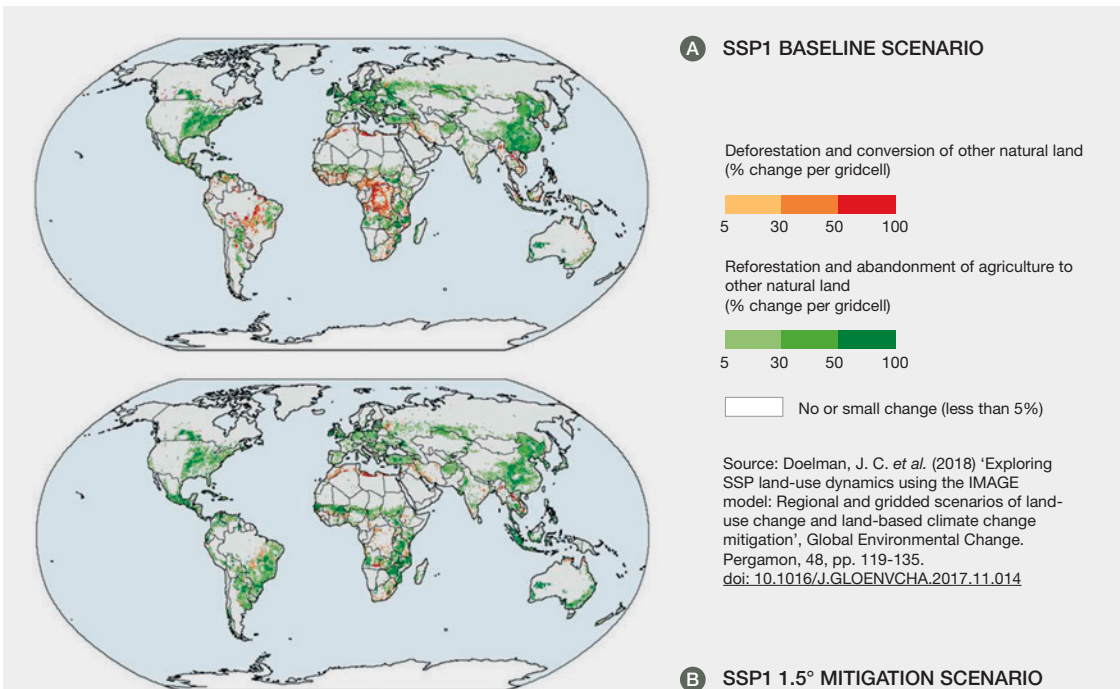 A SSP1 BASELINE SCENARIO
Deforestation and conversion of other natural land
(% change per gridcell)
5 30 50 100
Reforestation and abandonment of agriculture to
other natural land
(% change per gridcell)
5 30 50 100
No or small change (less than 5%)
Source: Doelman, J. C. et al. (2018) ‘Exploring
SSP land-use dynamics using the IMAGE
model: Regional and gridded scenarios of land-
use change and land-based climate change
mitigation’, Global Environmental Change.
Pergamon, 48, pp. 119-135.
doi: 10.1016/J.GLOENVCHA.2017.11.014
B SSP1 1.5° MITIGATION SCENARIO